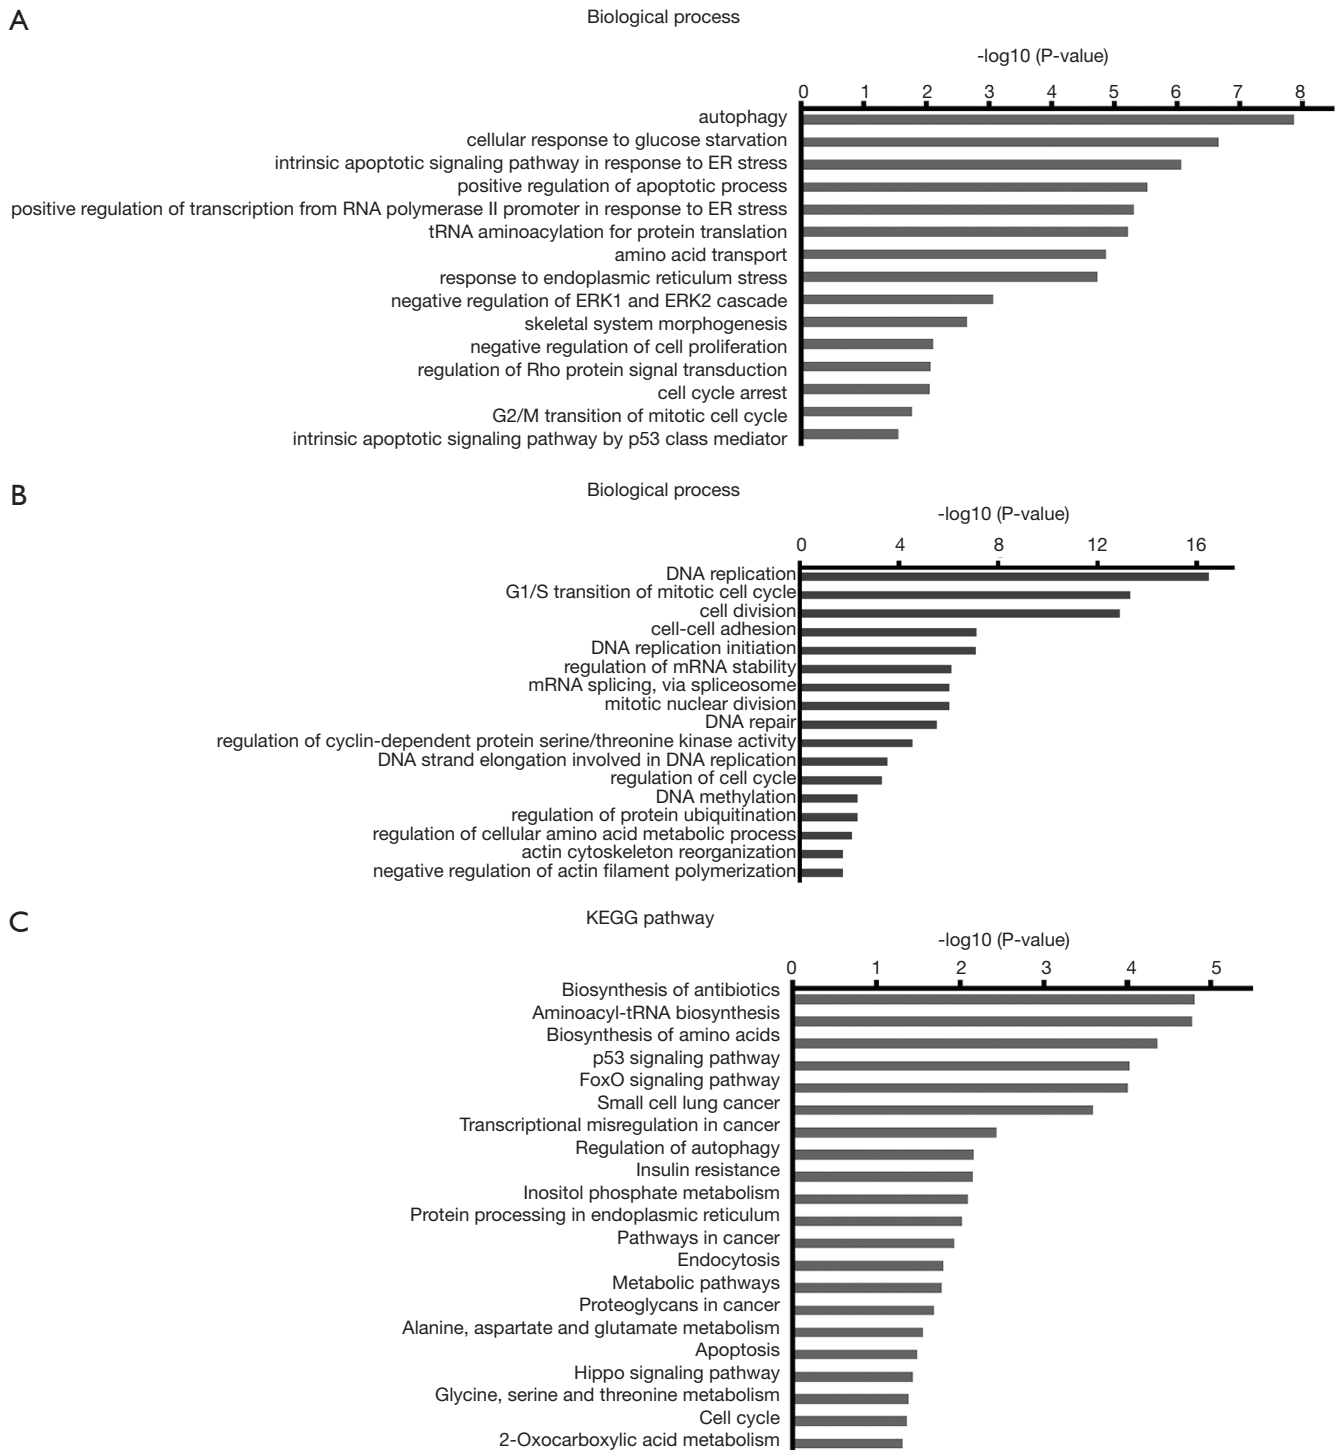 A
Biological process
-log10 (P-value)
0 1 2 3 4 5 6 7 8
autophagy
cellular response to glucose starvation
intrinsic apoptotic signaling pathway in response to ER stress
positive regulation of apoptotic process
positive regulation of transcription from RNA polymerase II promoter in response to ER stress
tRNA aminoacylation for protein translation
amino acid transport
response to endoplasmic reticulum stress
negative regulation of ERK1 and ERK2 cascade
skeletal system morphogenesis
negative regulation of cell proliferation
regulation of Rho protein signal transduction
cell cycle arrest
G2/M transition of mitotic cell cycle
intrinsic apoptotic signaling pathway by p53 class mediator
B
Biological process
-log10 (P-value)
0 4 8 12 16
DNA replication
G1/S transition of mitotic cell cycle
cell division
cell-cell adhesion
DNA replication initiation
regulation of mRNA stability
mRNA splicing, via spliceosome
mitotic nuclear division
DNA repair
regulation of cyclin-dependent protein serine/threonine kinase activity
DNA strand elongation involved in DNA replication
regulation of cell cycle
DNA methylation
regulation of protein ubiquitination
regulation of cellular amino acid metabolic process
actin cytoskeleton reorganization
negative regulation of actin filament polymerization
C
KEGG pathway
-log10 (P-value)
0 1 2 3 4 5
Biosynthesis of antibiotics
Aminoacyl-tRNA biosynthesis
Biosynthesis of amino acids
p53 signaling pathway
FoxO signaling pathway
Small cell lung cancer
Transcriptional misregulation in cancer
Regulation of autophagy
Insulin resistance
Inositol phosphate metabolism
Protein processing in endoplasmic reticulum
Pathways in cancer
Endocytosis
Metabolic pathways
Proteoglycans in cancer
Alanine, aspartate and glutamate metabolism
Apoptosis
Hippo signaling pathway
Glycine, serine and threonine metabolism
Cell cycle
2-Oxocarboxylic acid metabolism